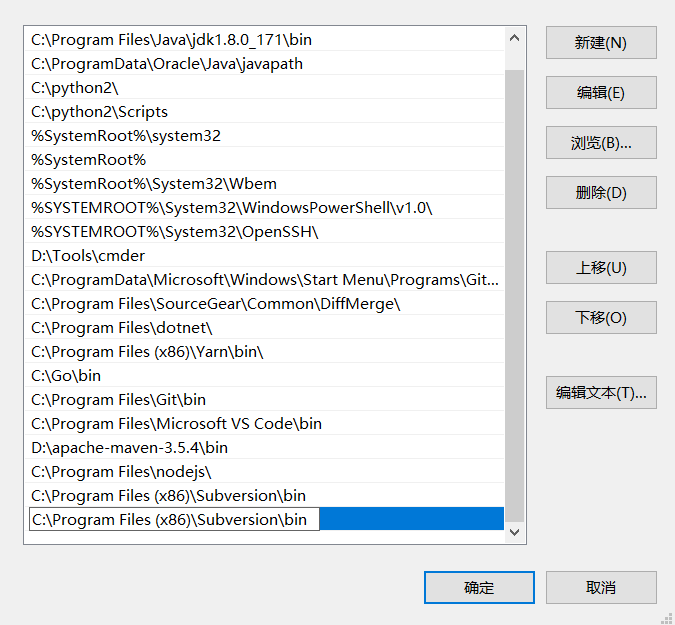 C:\Program Files\Java\jdk1.8.0_171\bin
C:\ProgramData\Oracle\Java\javapath
C:\python2\
C:\python2\Scripts
%SystemRoot%\system32
%SystemRoot%
%SystemRoot%\System32\Wbem
%SYSTEMROOT%\System32\WindowsPowerShell\v1.0\
%SYSTEMROOT%\System32\OpenSSH\
D:\Tools\cmder
C:\ProgramData\Microsoft\Windows\Start Menu\Programs\Git...
C:\Program Files\SourceGear\Common\DiffMerge\
C:\Program Files\dotnet\
C:\Program Files (x86)\Yarn\bin\
C:\Go\bin
C:\Program Files\Git\bin
C:\Program Files\Microsoft VS Code\bin
D:\apache-maven-3.5.4\bin
C:\Program Files\nodejs\
C:\Program Files (x86)\Subversion\bin
C:\Program Files (x86)\Subversion\bin
新建(N)
编辑(E)
浏览(B)...
删除(D)
上移(U)
下移(O)
编辑文本(T)...
确定
取消